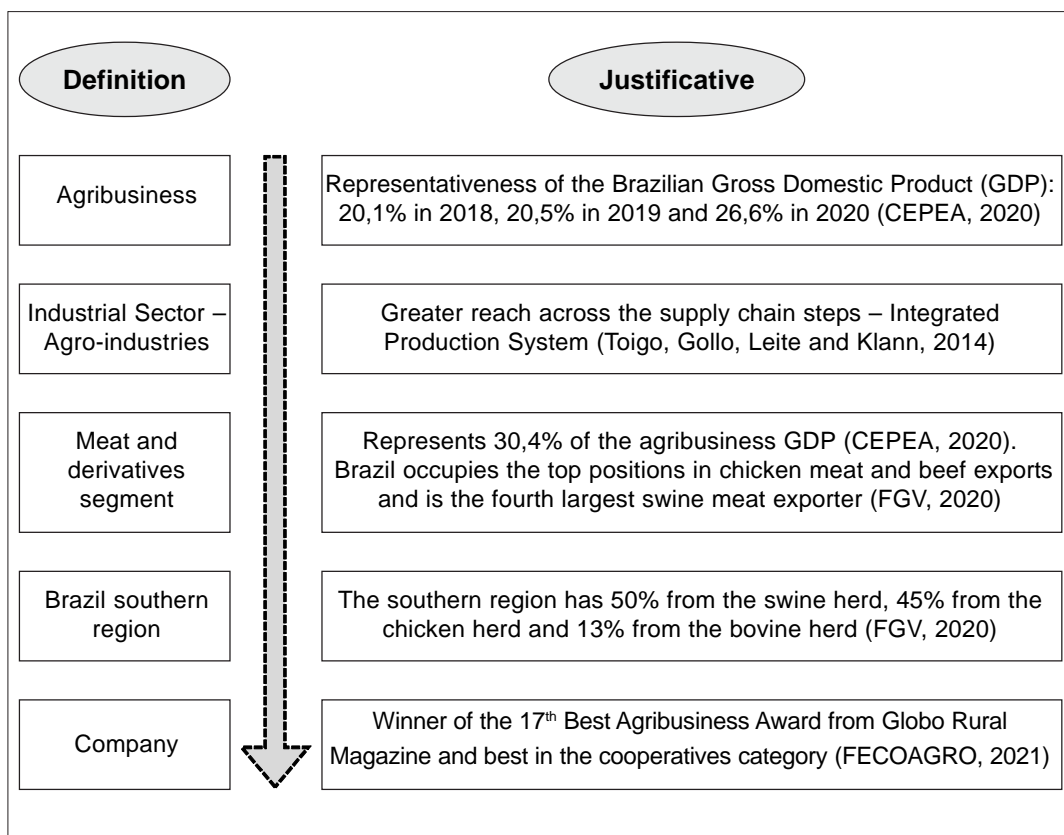 Definition
Justificative
Agribusiness
Representativeness of the Brazilian Gross Domestic Product (GDP):
20,1% in 2018, 20,5% in 2019 and 26,6% in 2020 (CEPEA, 2020)
Industrial Sector –
Agro-industries
Greater reach across the supply chain steps – Integrated
Production System (Toigo, Gollo, Leite and Klann, 2014)
Meat and
derivatives
segment
Represents 30,4% of the agribusiness GDP (CEPEA, 2020).
Brazil occupies the top positions in chicken meat and beef exports
and is the fourth largest swine meat exporter (FGV, 2020)
Brazil southern
region
The southern region has 50% from the swine herd, 45% from the
chicken herd and 13% from the bovine herd (FGV, 2020)
Company
Winner of the 17th Best Agribusiness Award from Globo Rural
Magazine and best in the cooperatives category (FECOAGRO, 2021)